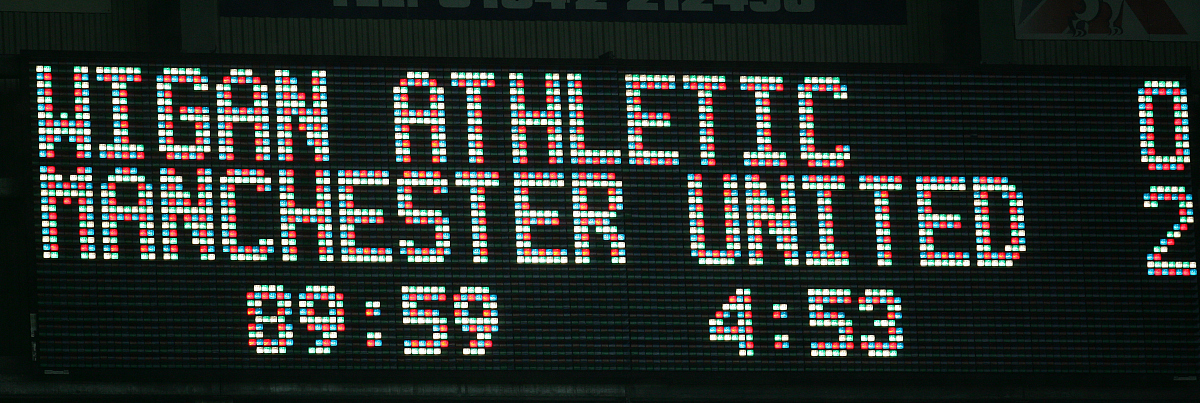 WIGAN ATHLETIC 0
MANCHESTER UNITED 2
89:59 4:53